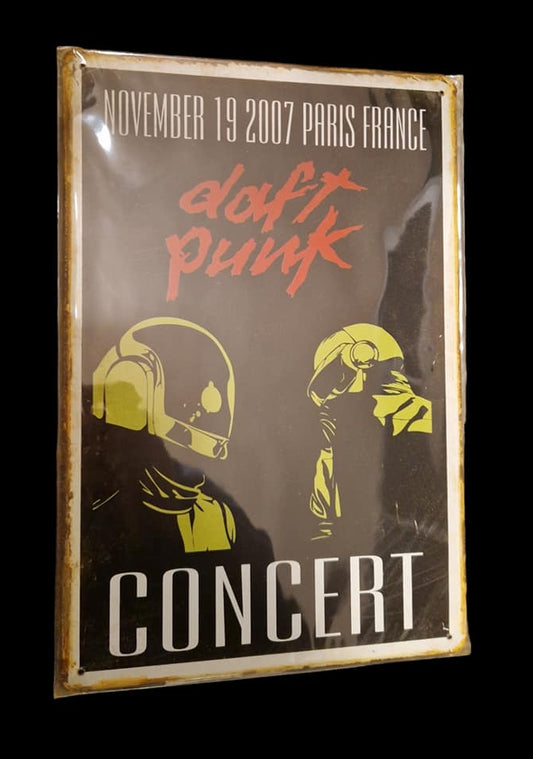 NOVEMBER 19 2007 PARIS FRANCE
daft
punk
CONCERT